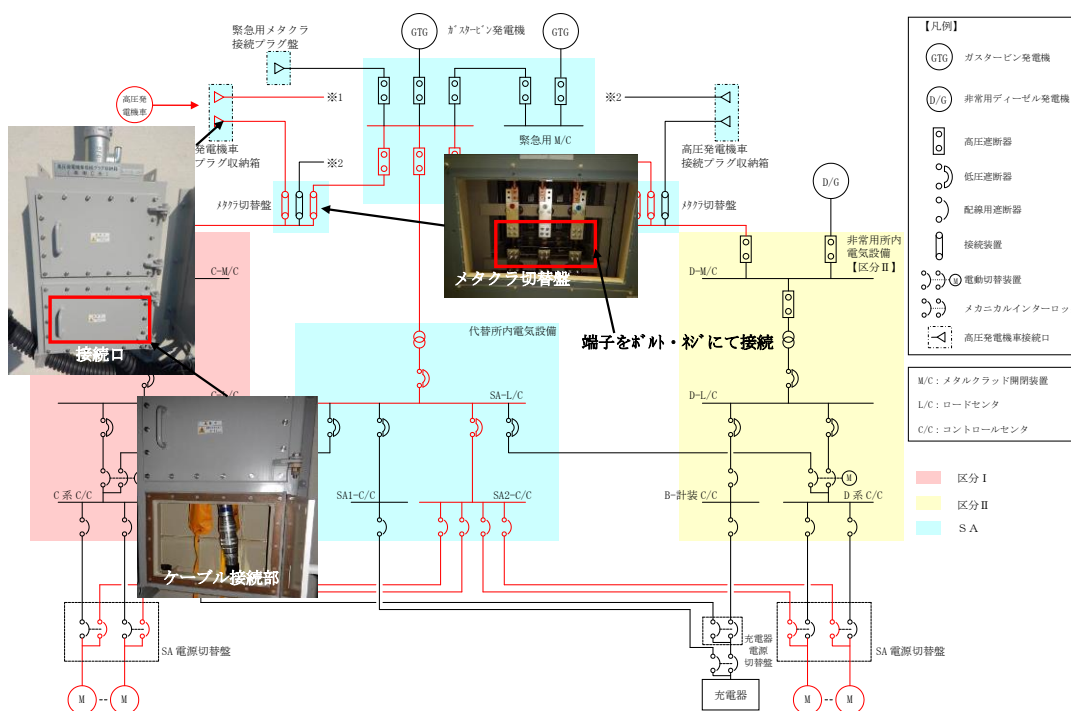 緊急用メタクラ
接続プラグ盤
GTG
ガスタービン発電機
GTG
高圧発
電機車
※1
※2
※2
緊急用M/C
発電機車
プラグ収納箱
高圧発電機車
接続プラグ収納箱
ﾒﾀｸﾗ切替盤
ﾒﾀｸﾗ切替盤
D/G
非常用所内
電気設備
【区分Ⅱ】
C-M/C
D-M/C
メタクラ切替盤
接続口
端子をﾎﾞﾙﾄ・ﾈｼﾞにて接続
代替所内電気設備
SA-L/C
D-L/C
M
C系C/C
SA1-C/C
SA2-C/C
B-計装C/C
D系C/C
ケーブル接続部
SA電源切替盤
充電器
電源
切替盤
SA電源切替盤
M
M
充電器
M
M
【凡例】
GTG
ガスタービン発電機
D/G
非常用ディーゼル発電機
高圧遮断器
低圧遮断器
配線用遮断器
接続装置
M
電動切替装置
メカニカルインターロッ
高圧発電機車接続口
M/C：メタルクラッド開閉装置
L/C：ロードセンタ
C/C：コントロールセンタ
区分Ⅰ
区分Ⅱ
ＳＡ